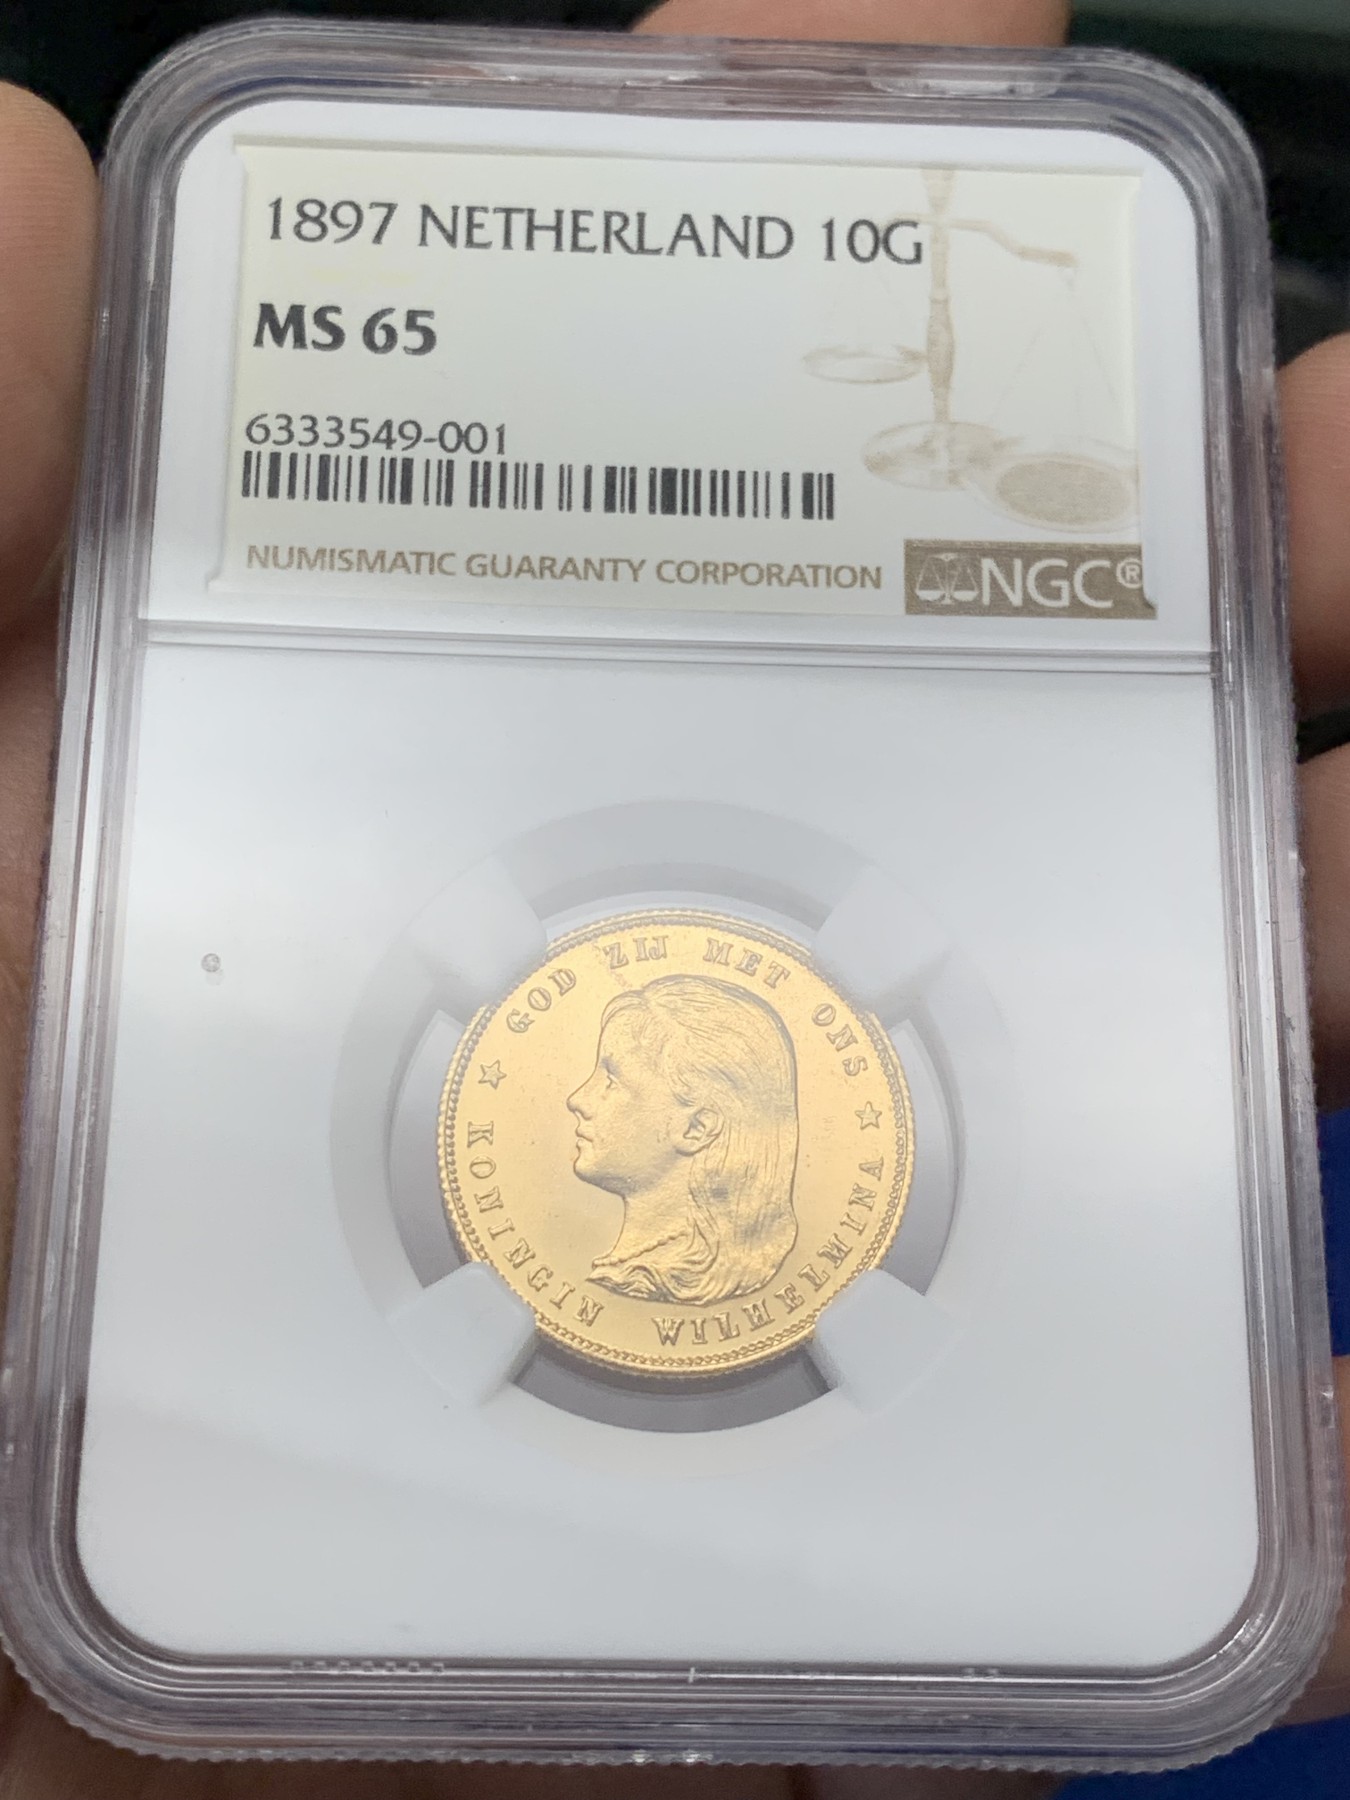 1897 NETHERLAND 10G
MS 65
6333549-001
NUMISMATIC GUARANTY CORPORATION
NGC®
GOD ZIJ MET ONS ★
KONINGIN WILHELMINA ★